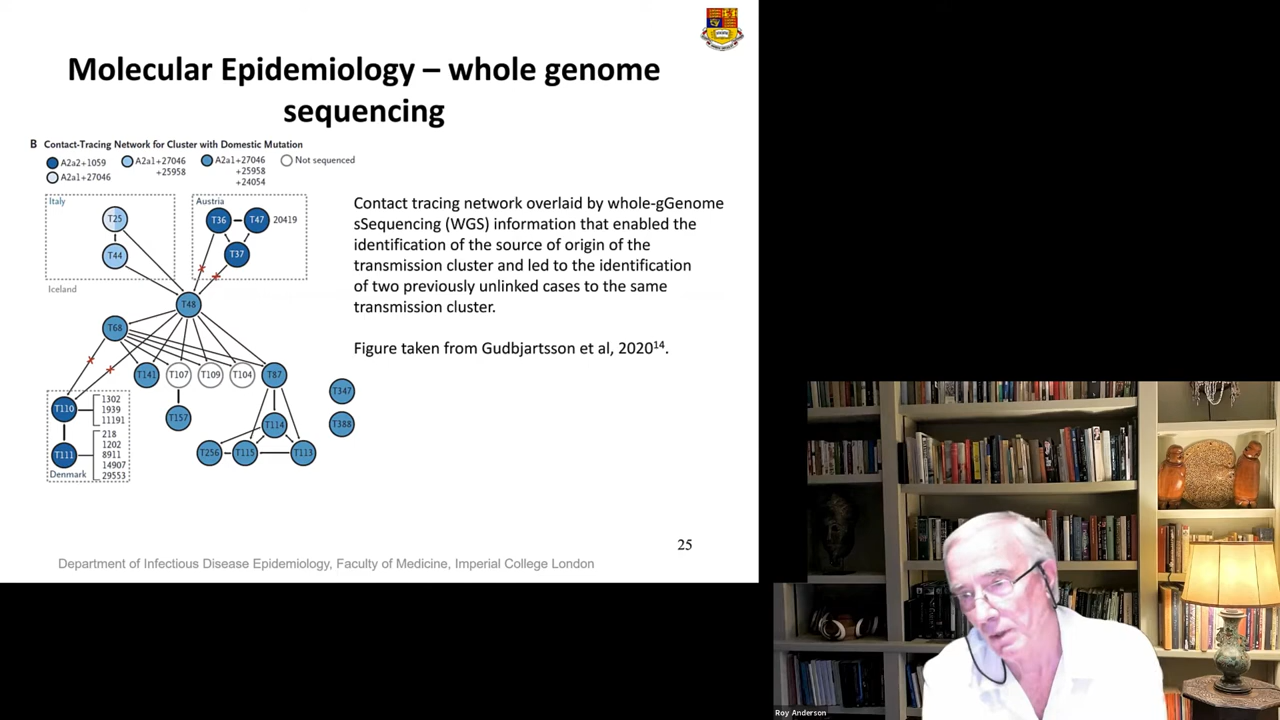 Molecular Epidemiology – whole genome
sequencing
B Contact-Tracing Network for Cluster with Domestic Mutation
A2a2+1059
A2a1+27046
A2a1+27046
+25958
A2a1+27046
+25958
+24054
Not sequenced
Italy
T25
T44
Austria
T36
T47
20419
T37
Iceland
T48
T68
T141
T107
T109
T104
T87
T347
T388
T110
1302
1939
11191
T157
T114
T111
218
1202
8911
14907
29553
T256
T115
T113
Denmark
Contact tracing network overlaid by whole-gGenome
sSequencing (WGS) information that enabled the
identification of the source of origin of the
transmission cluster and led to the identification
of two previously unlinked cases to the same
transmission cluster.
Figure taken from Gudbjartsson et al, 2020¹⁴.
25
Department of Infectious Disease Epidemiology, Faculty of Medicine, Imperial College London
Roy Anderson